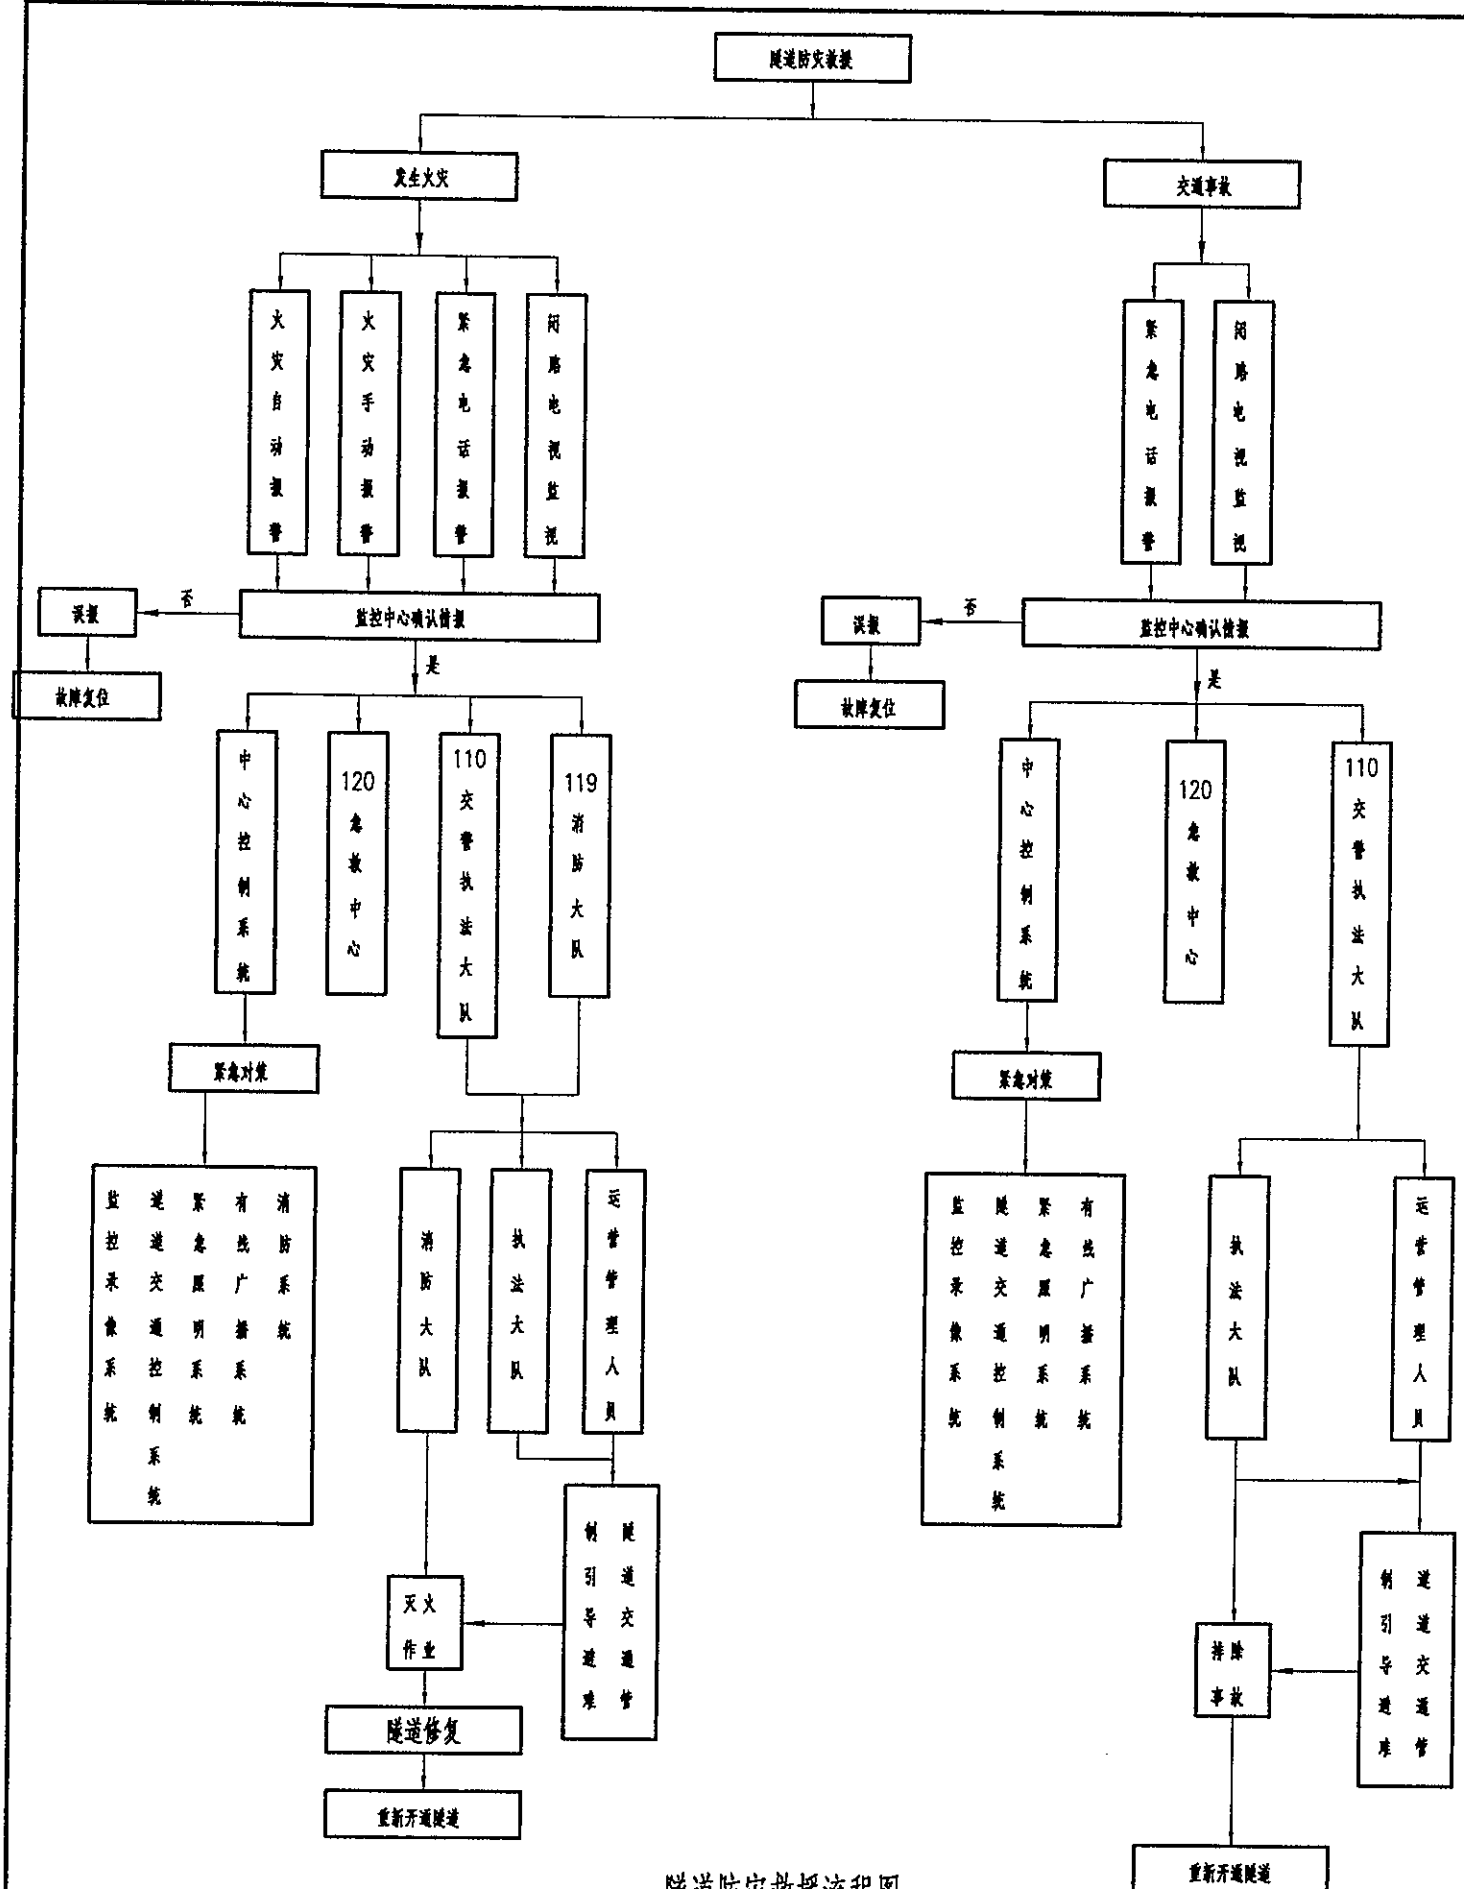 隧道防灾救援
发生火灾
交通事故
火灾自动报警
火灾手动报警
紧急电话报警
闭路电视监视
紧急电话报警
闭路电视监视
误报
否
监控中心确认情报
误报
否
监控中心确认情报
是
是
故障复位
故障复位
中心控制系统
120急救中心
110交警执法大队
119消防大队
中心控制系统
120急救中心
110交警执法大队
紧急对策
紧急对策
监控录像系统
隧道交通控制系统
紧急照明系统
有线广播系统
消防系统
消防大队
执法大队
运营管理人员
监控录像系统
隧道交通控制系统
紧急照明系统
有线广播系统
执法大队
运营管理人员
隧道交通管
制引导避难
隧道交通管
制引导避难
灭火
作业
排除
事故
隧道修复
重新开通隧道
重新开通隧道
隧道防灾救援流程图